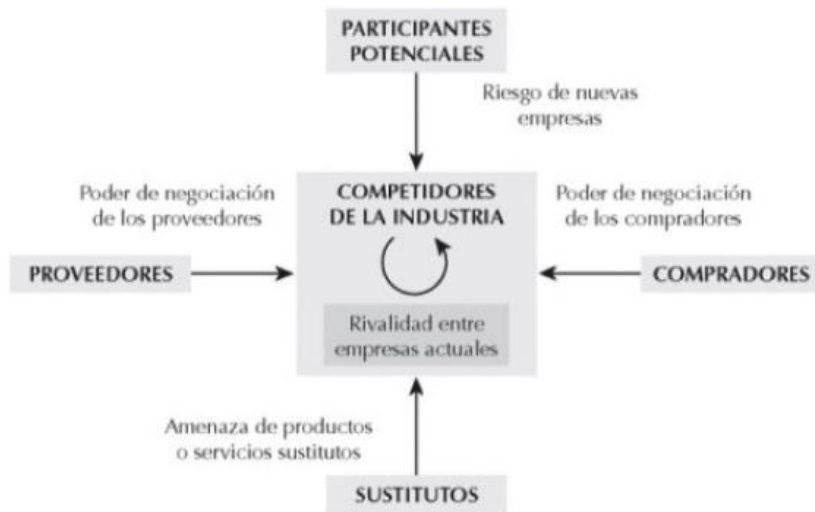 PARTICIPANTES
POTENCIALES
Riesgo de nuevas
empresas
Poder de negociación
de los proveedores
COMPETIDORES
DE LA INDUSTRIA
Poder de negociación
de los compradores
PROVEEDORES
COMPRADORES
Rivalidad entre
empresas actuales
Amenaza de productos
o servicios sustitutos
SUSTITUTOS